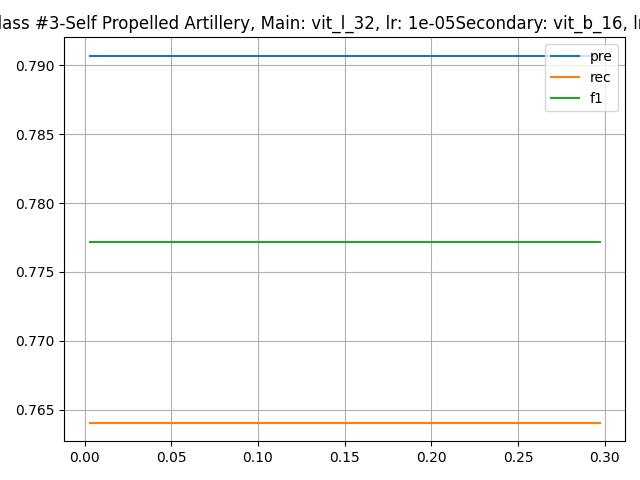 lass #3-Self Propelled Artillery, Main: vit_l_32, lr: 1e-05Secondary: vit_b_16, l
pre
rec
f1
0.790
0.785
0.780
0.775
0.770
0.765
0.00 0.05 0.10 0.15 0.20 0.25 0.30